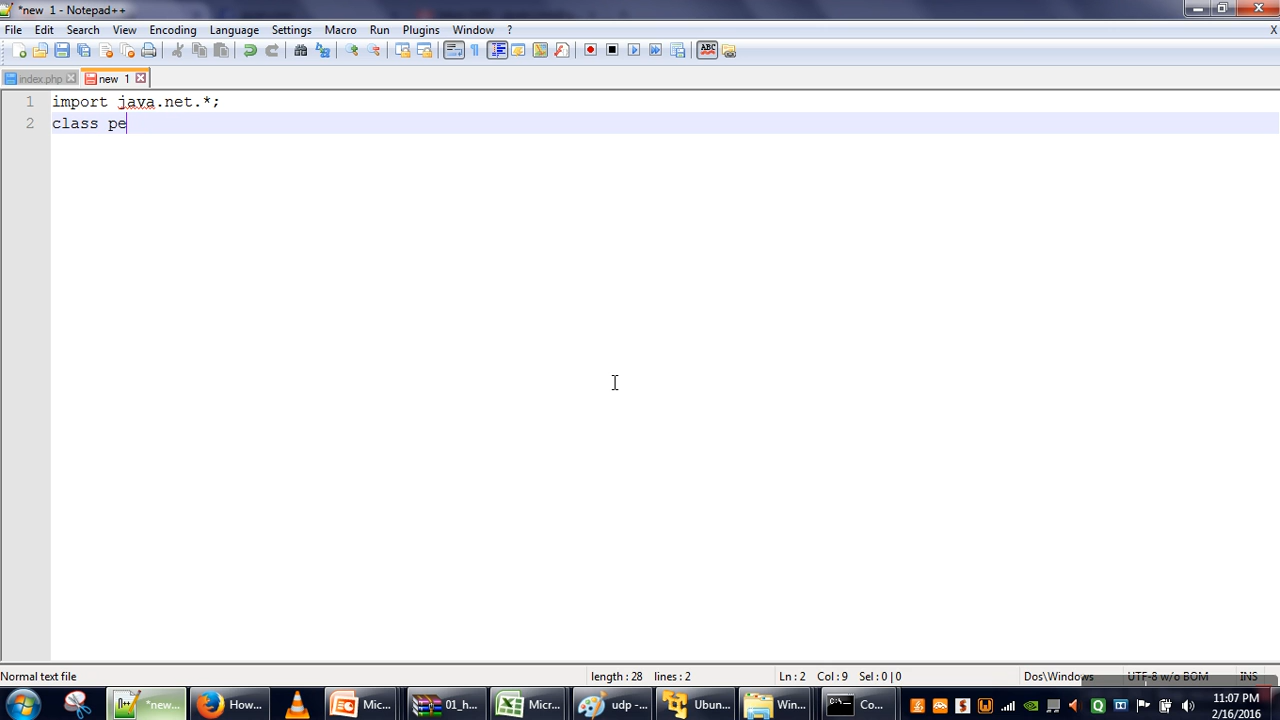 *new 1 - Notepad++
File Edit Search View Encoding Language Settings Macro Run Plugins Window ? X
ABC
index.php new 1
1 import java.net.*;
2 class pe
Normal text file length : 28 lines : 2 Ln : 2 Col : 9 Sel : 0 | 0 Dos\Windows UTF-8 w/o BOM INS
*new... How... Mic... 01_h... Micr... udp -... Ubun... Win... Co... 11:07 PM
2/16/2016